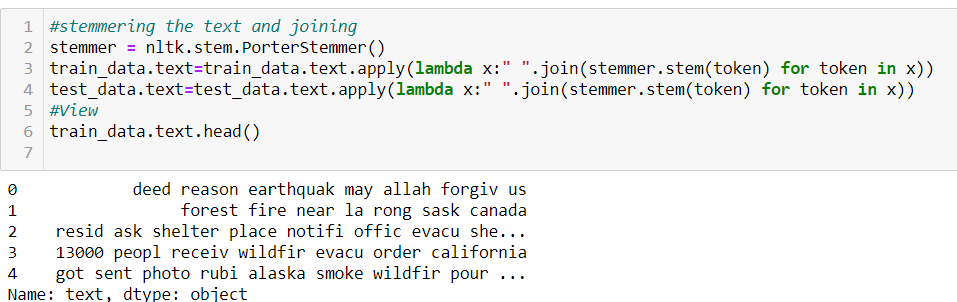 1 #stemmering the text and joining
2 stemmer = nltk.stem.PorterStemmer()
3 train_data.text=train_data.text.apply(lambda x:" ".join(stemmer.stem(token) for token in x))
4 test_data.text=test_data.text.apply(lambda x:" ".join(stemmer.stem(token) for token in x))
5 #View
6 train_data.text.head()
7
0 deed reason earthquak may allah forgiv us
1 forest fire near la rong sask canada
2 resid ask shelter place notifi offic evacu she...
3 13000 peopl receiv wildfir evacu order california
4 got sent photo rubi alaska smoke wildfir pour ...
Name: text, dtype: object